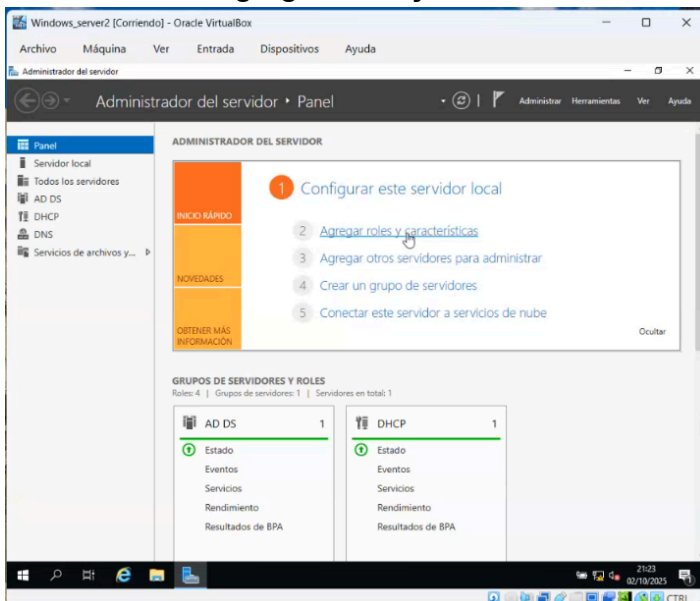 Windows_server2 [Corriendo] - Oracle VirtualBox
Archivo Máquina Ver Entrada Dispositivos Ayuda
Administrador del servidor
Administrador del servidor • Panel
Administrar Herramientas Ver Ayuda
Panel
Servidor local
Todos los servidores
AD DS
DHCP
DNS
Servicios de archivos y...
ADMINISTRADOR DEL SERVIDOR
INICIO RÁPIDO
NOVEDADES
OBTENER MÁS INFORMACIÓN
1 Configurar este servidor local
2 Agregar roles y características
3 Agregar otros servidores para administrar
4 Crear un grupo de servidores
5 Conectar este servidor a servicios de nube
Ocultar
GRUPOS DE SERVIDORES Y ROLES
Roles: 4 | Grupos de servidores: 1 | Servidores en total: 1
AD DS 1
Estado
Eventos
Servicios
Rendimiento
Resultados de BPA
DHCP 1
Estado
Eventos
Servicios
Rendimiento
Resultados de BPA
21:23
02/10/2025
CTRL